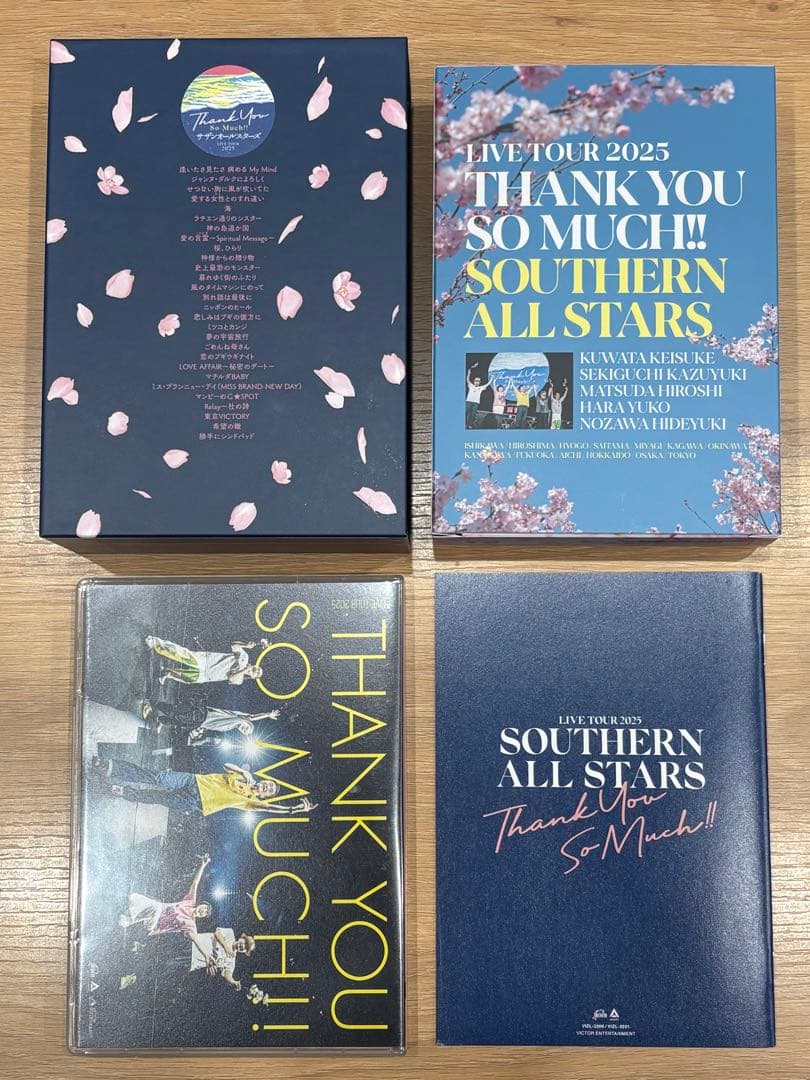 Thank You
So Much!!
サザンオールスターズ
LIVE TOUR
2025
逢いたさ見たさ 病める My Mind
ジャンヌ・ダルクによろしく
せつない胸に風が吹いてた
愛する女性とのすれ違い
海
ラチエン通りのシスター
神の島遥か国
愛の言霊〜Spiritual Message〜
桜、ひらり
神様からの贈り物
史上最恐のモンスター
暮れゆく街のふたり
風のタイムマシンにのって
別れ話は最後に
ニッポンのヒール
悲しみはブギの彼方に
ミツコとカンジ
夢の宇宙旅行
ごめんね母さん
恋のブギウギナイト
LOVE AFFAIR〜秘密のデート〜
マチルダBABY
ミス・ブランニュー・デイ(MISS BRAND-NEW DAY)
マンピーのG★SPOT
Relay〜杜の詩
東京VICTORY
希望の轍
勝手にシンドバッド
LIVE TOUR 2025
THANK YOU
SO MUCH!!
SOUTHERN
ALL STARS
Thank You
KUWATA KEISUKE
SEKIGUCHI KAZUYUKI
MATSUDA HIROSHI
HARA YUKO
NOZAWA HIDEYUKI
ISHIKAWA/HIROSHIMA/HYOGO/SAITAMA/MIYAGI/KAGAWA/OKINAWA
KANAGAWA/FUKUOKA/AICHI/HOKKAIDO/OSAKA/TOKYO
LIVE TOUR 2025
THANK YOU
SO MUCH!!
LIVE TOUR 2025
SOUTHERN
ALL STARS
Thank You
So Much!!
VICTOR ENTERTAINMENT